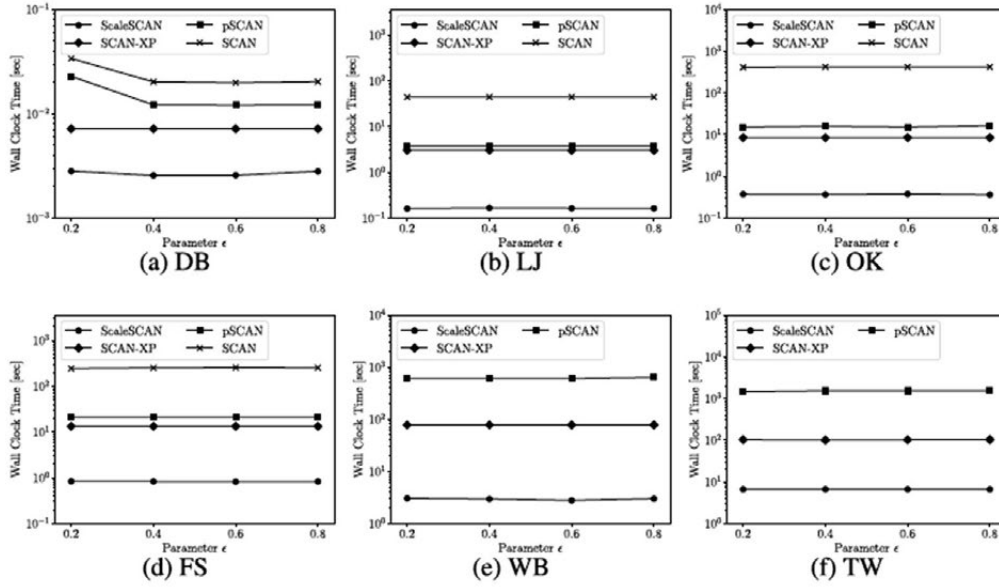 ScaleSCAN pSCAN
SCAN-XP SCAN
Wall Clock Time [sec]
10⁻¹
10⁻²
10⁻³
0.2 0.4 0.6 0.8
Parameter ϵ
(a) DB
ScaleSCAN pSCAN
SCAN-XP SCAN
Wall Clock Time [sec]
10³
10²
10¹
10⁰
10⁻¹
0.2 0.4 0.6 0.8
Parameter ϵ
(b) LJ
ScaleSCAN pSCAN
SCAN-XP SCAN
Wall Clock Time [sec]
10⁴
10³
10²
10¹
10⁰
10⁻¹
0.2 0.4 0.6 0.8
Parameter ϵ
(c) OK
ScaleSCAN pSCAN
SCAN-XP SCAN
Wall Clock Time [sec]
10³
10²
10¹
10⁰
10⁻¹
0.2 0.4 0.6 0.8
Parameter ϵ
(d) FS
ScaleSCAN pSCAN
SCAN-XP
Wall Clock Time [sec]
10⁴
10³
10²
10¹
10⁰
0.2 0.4 0.6 0.8
Parameter ϵ
(e) WB
ScaleSCAN pSCAN
SCAN-XP
Wall Clock Time [sec]
10⁵
10⁴
10³
10²
10¹
10⁰
0.2 0.4 0.6 0.8
Parameter ϵ
(f) TW